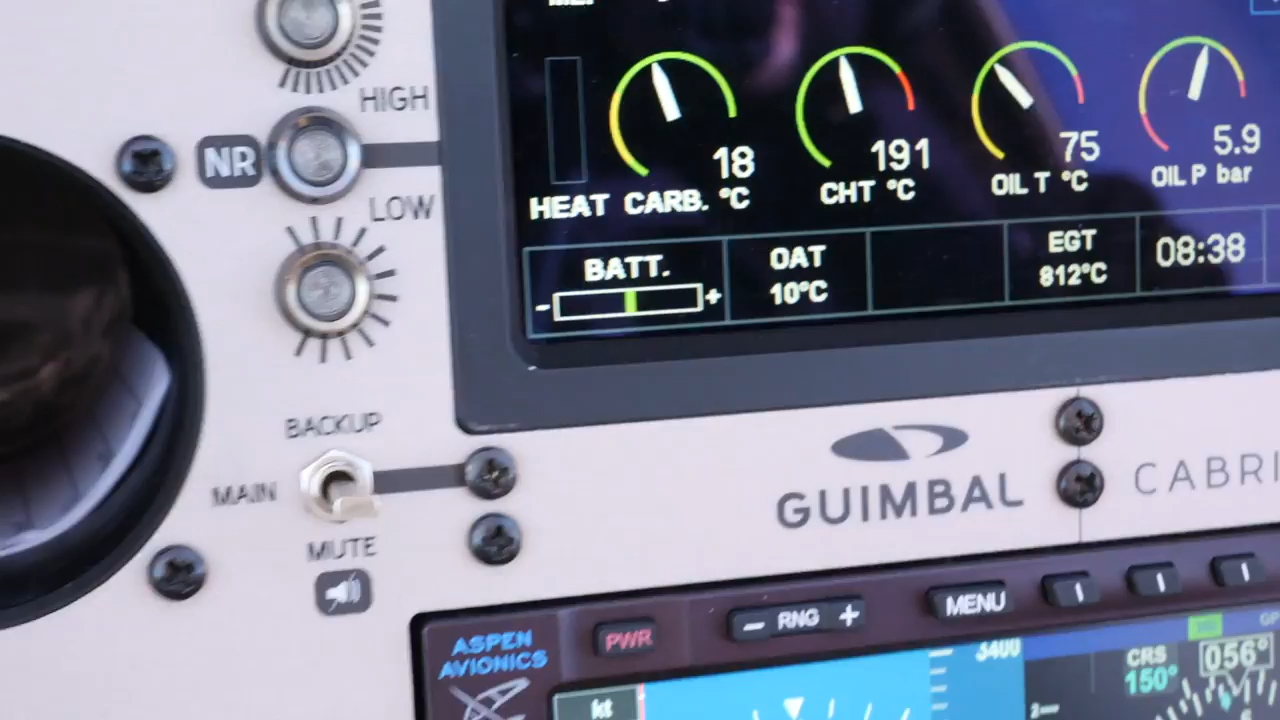 HIGH
NR
LOW
18
HEAT CARB. °C
191
CHT °C
75
OIL T °C
5.9
OIL P bar
BATT.
- +
OAT
10°C
EGT
812°C
08:38
BACKUP
MAIN
MUTE
GUIMBAL
CABRI
ASPEN
AVIONICS
PWR
- RNG +
MENU
kt
3400
2
CRS
150°
056°